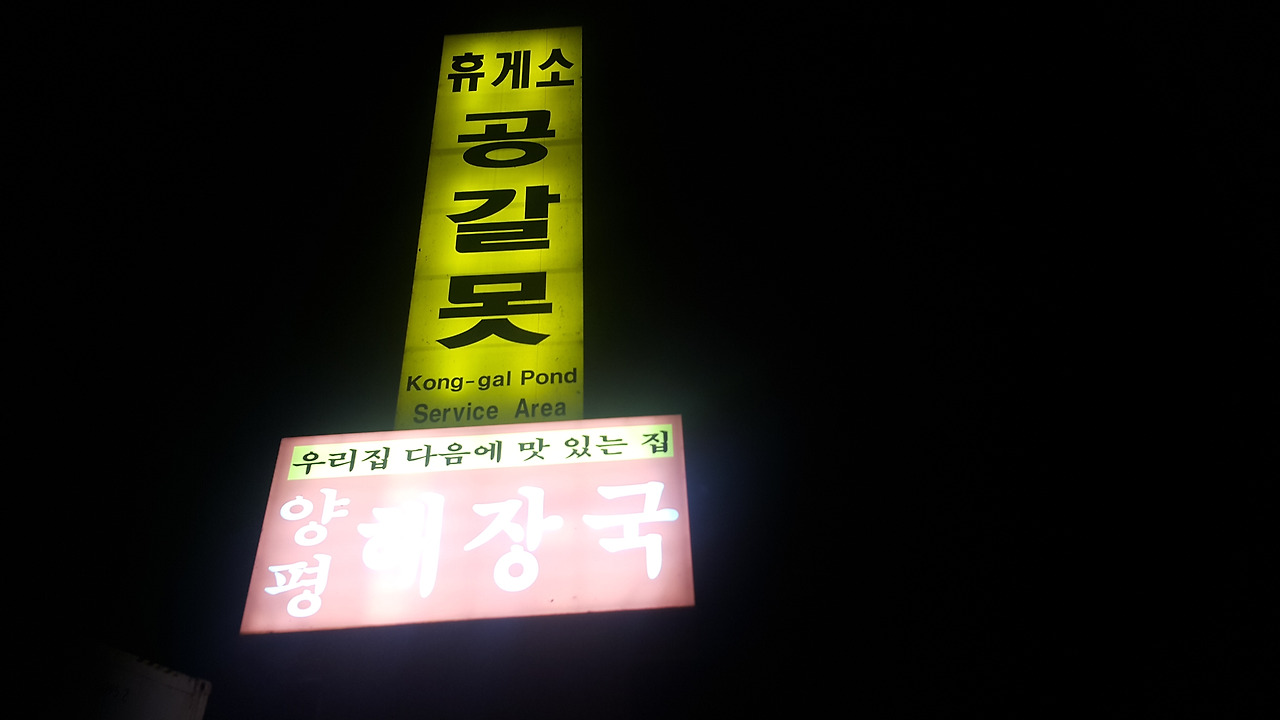 휴게소
공갈못
Kong-gal Pond
Service Area
우리집 다음에 맛 있는 집
양평 해장국